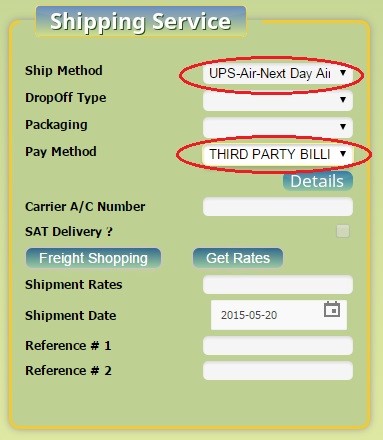 Shipping Service
Ship Method UPS-Air-Next Day Air
DropOff Type
Packaging
Pay Method THIRD PARTY BILLI
Details
Carrier A/C Number
SAT Delivery ?
Freight Shopping Get Rates
Shipment Rates
Shipment Date 2015-05-20
Reference # 1
Reference # 2